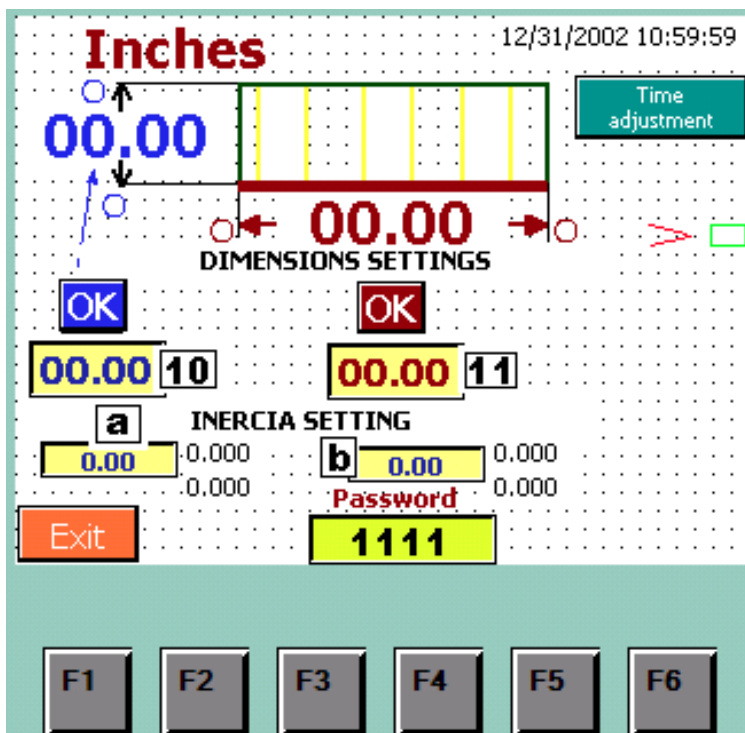 Inches
12/31/2002 10:59:59
Time
adjustment
00.00
00.00
DIMENSIONS SETTINGS
OK
OK
00.00 10
00.00 11
a
INERCIA SETTING
0.00
0.000
b
0.00
0.000
0.000
0.000
Password
Exit
1111
F1
F2
F3
F4
F5
F6